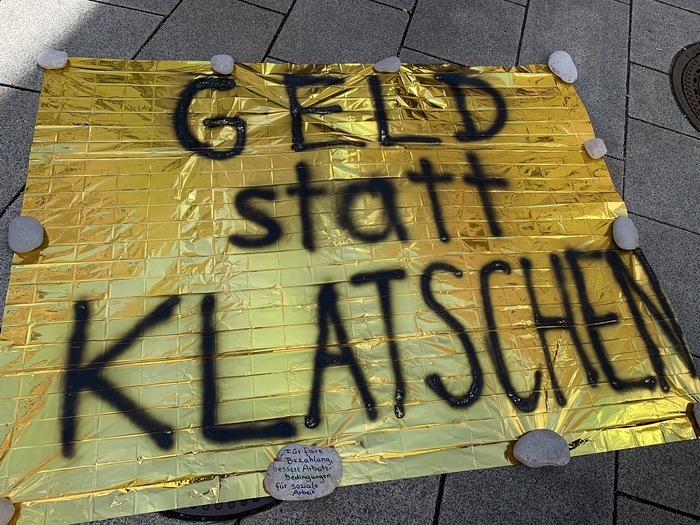 GELD
statt
KLATSCHEN
Für faire
Bezahlung,
bessere Arbeits-
bedingungen
für soziale
Arbeit